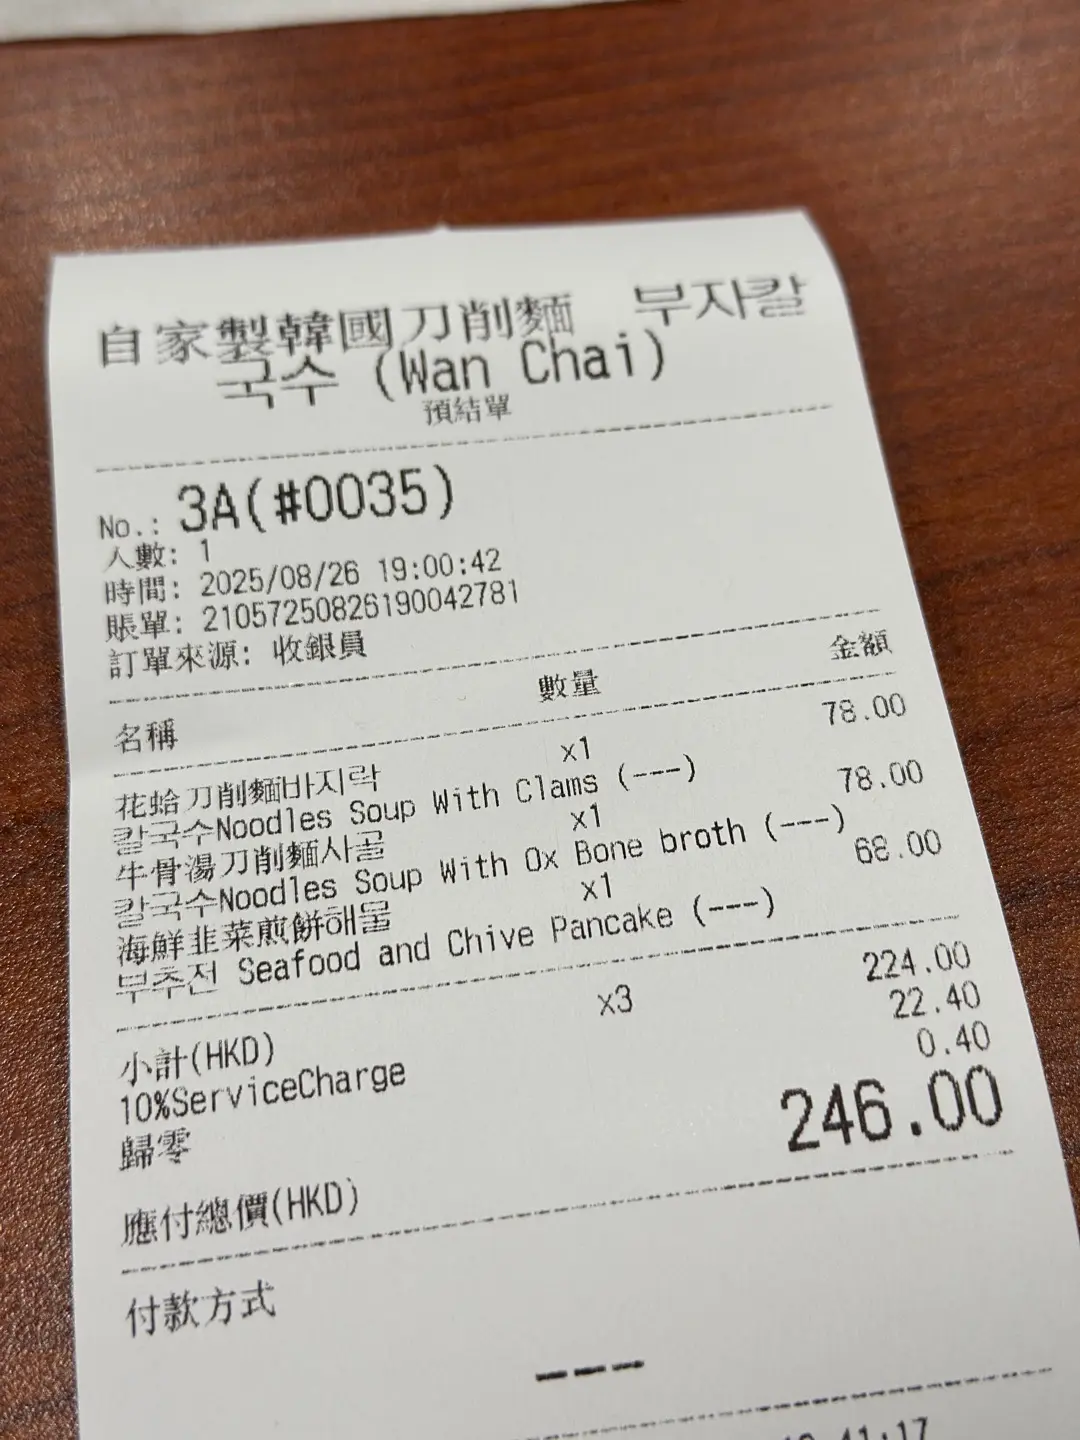 自家製韓國刀削麵 부자칼
국수 (Wan Chai)
預結單
No.: 3A(#0035)
人數: 1
時間: 2025/08/26 19:00:42
賬單: 21057250826190042781
訂單來源: 收銀員
名稱 數量 金額
花蛤刀削麵바지락 x1 78.00
칼국수Noodles Soup With Clams (---)
牛骨湯刀削麵사골 x1 78.00
칼국수Noodles Soup With Ox Bone broth (---)
海鮮韭菜煎餅해물 x1 68.00
부추전 Seafood and Chive Pancake (---)
小計(HKD) x3 224.00
10%ServiceCharge 22.40
歸零 0.40
應付總價(HKD) 246.00
付款方式
---
41:17